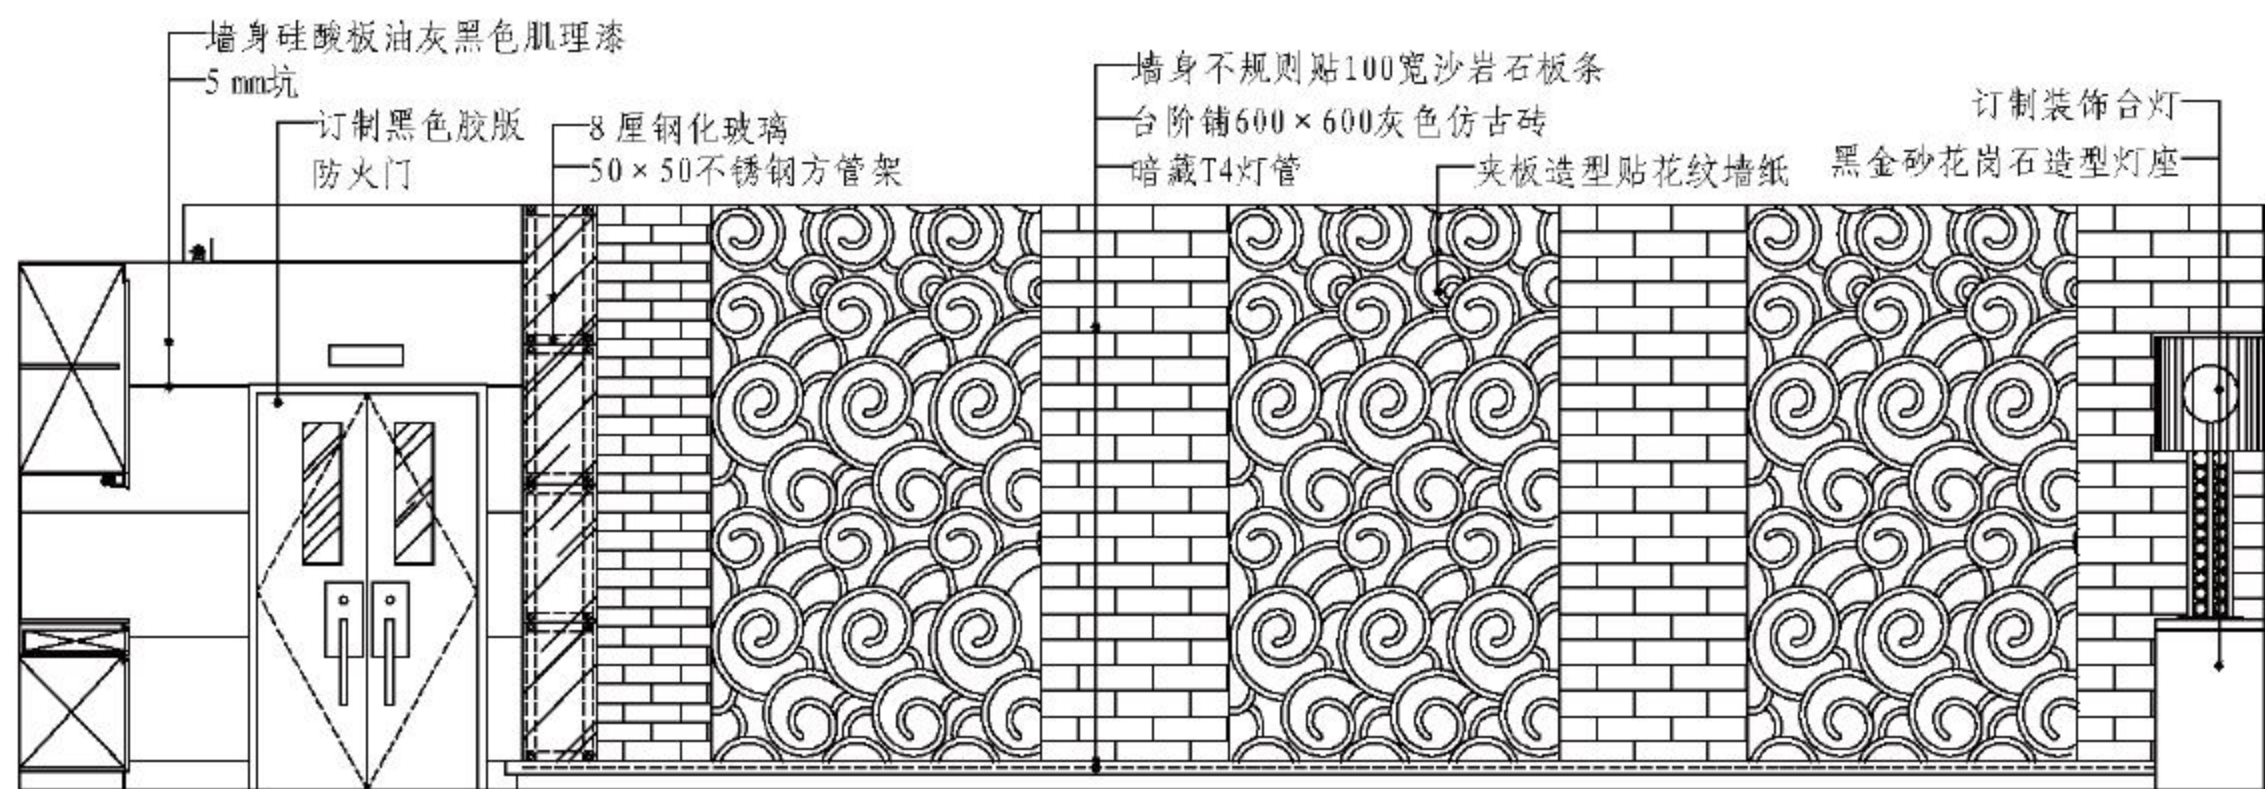 墙身硅酸板油灰黑色肌理漆
5 mm坑
订制黑色胶版
防火门
8 厘钢化玻璃
50×50不锈钢方管架
墙身不规则贴100宽沙岩石板条
台阶铺600×600灰色仿古砖
暗藏T4灯管
夹板造型贴花纹墙纸
订制装饰台灯
黑金砂花岗石造型灯座